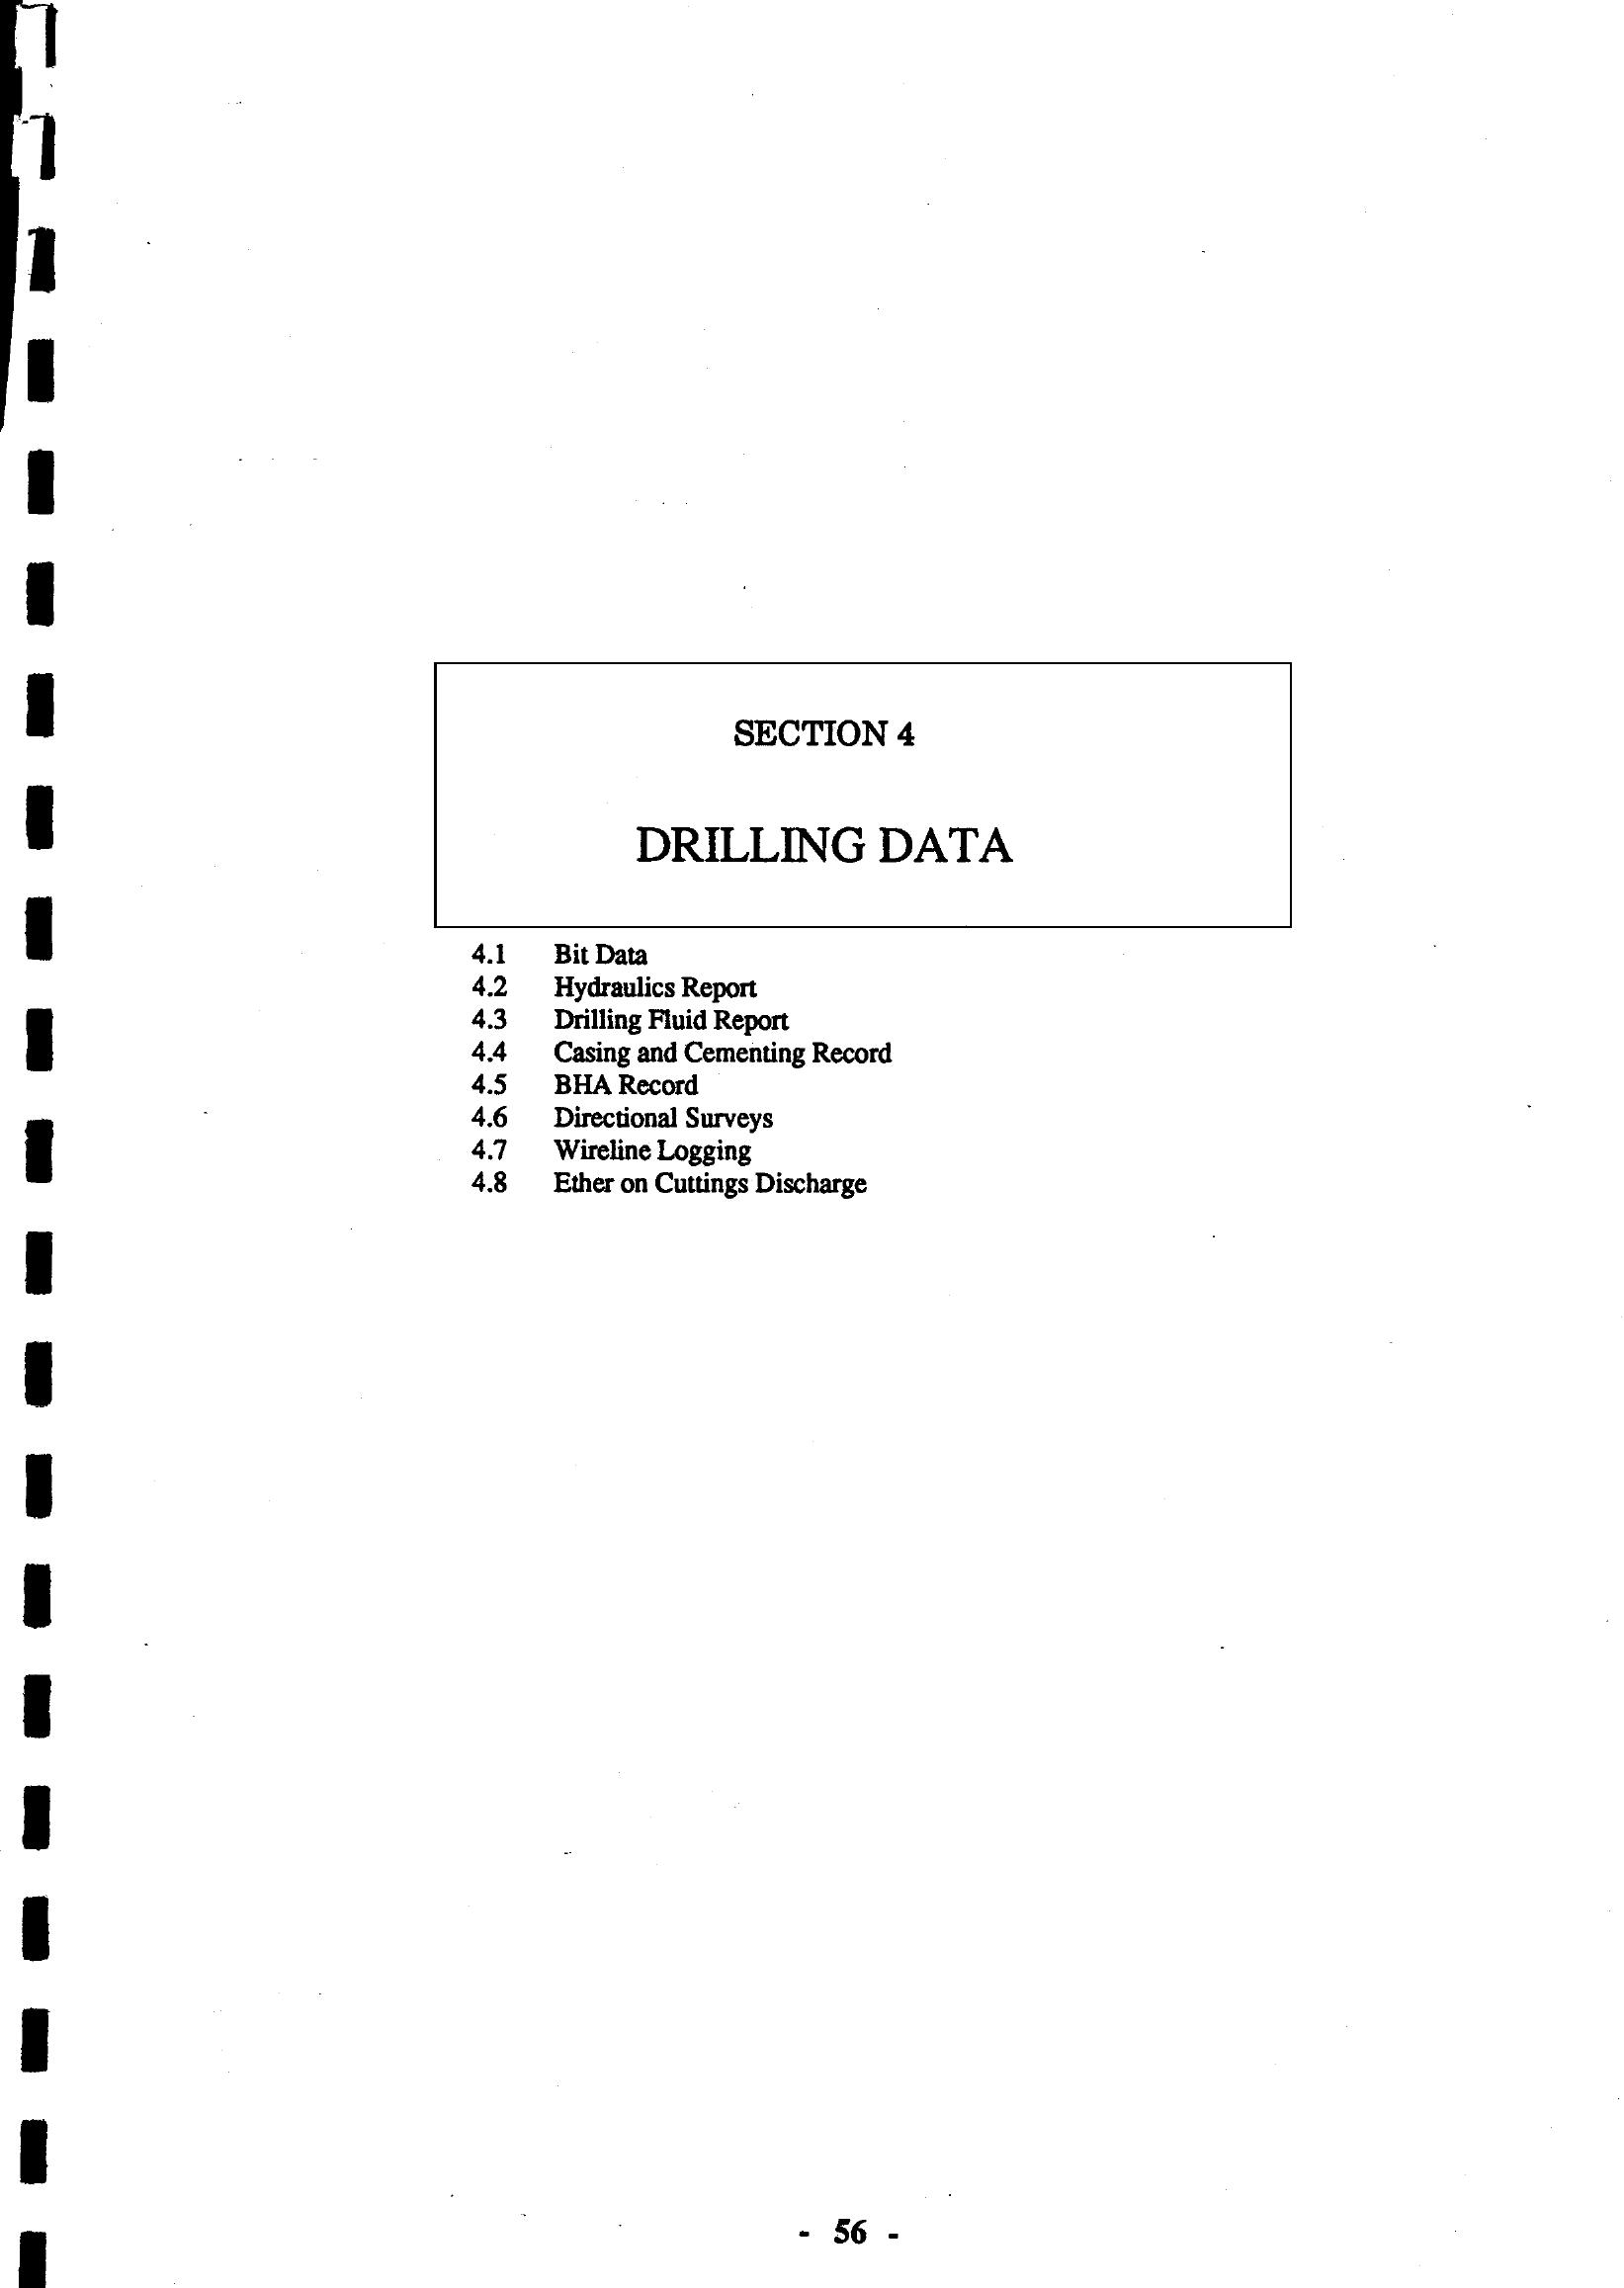 SECTION 4
DRILLING DATA
4.1 Bit Data
4.2 Hydraulics Report
4.3 Drilling Fluid Report
4.4 Casing and Cementing Record
4.5 BHA Record
4.6 Directional Surveys
4.7 Wireline Logging
4.8 Ether on Cuttings Discharge
- 56 -